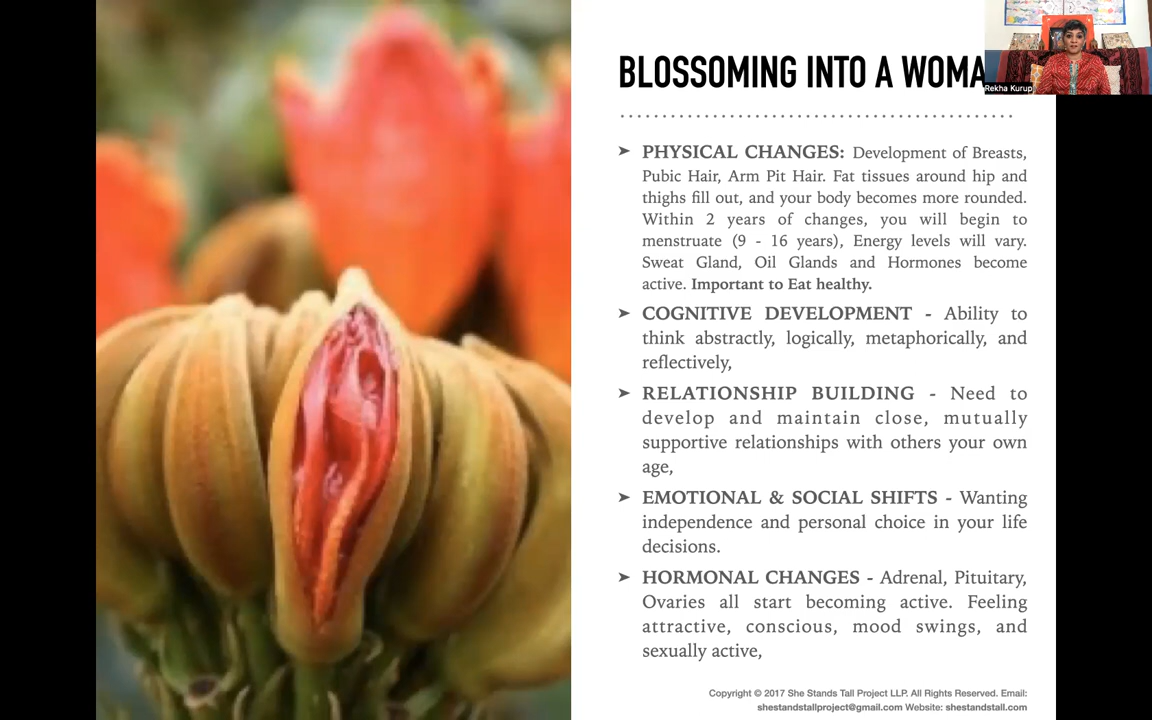 BLOSSOMING INTO A WOMA
Rekha Kurup
➤ PHYSICAL CHANGES: Development of Breasts,
Pubic Hair, Arm Pit Hair. Fat tissues around hip and
thighs fill out, and your body becomes more rounded.
Within 2 years of changes, you will begin to
menstruate (9 - 16 years), Energy levels will vary.
Sweat Gland, Oil Glands and Hormones become
active. Important to Eat healthy.
➤ COGNITIVE DEVELOPMENT - Ability to
think abstractly, logically, metaphorically, and
reflectively,
➤ RELATIONSHIP BUILDING - Need to
develop and maintain close, mutually
supportive relationships with others your own
age,
➤ EMOTIONAL & SOCIAL SHIFTS - Wanting
independence and personal choice in your life
decisions.
➤ HORMONAL CHANGES - Adrenal, Pituitary,
Ovaries all start becoming active. Feeling
attractive, conscious, mood swings, and
sexually active,
Copyright © 2017 She Stands Tall Project LLP. All Rights Reserved. Email:
shestandstallproject@gmail.com Website: shestandstall.com